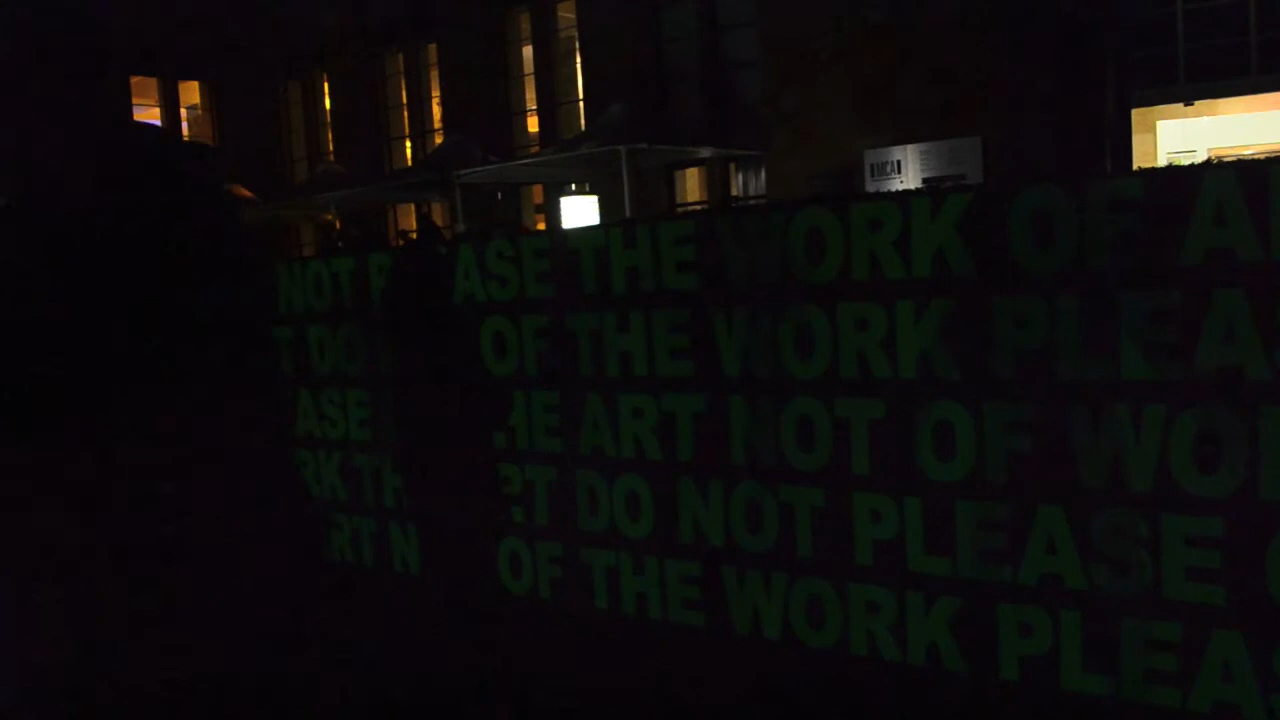 MCA
NOT P ASE THE WORK OF A
T DO OF THE WORK PLEA
ASE HE ART NOT OF WO
RK TH RT DO NOT PLEASE
RT N OF THE WORK PLEA